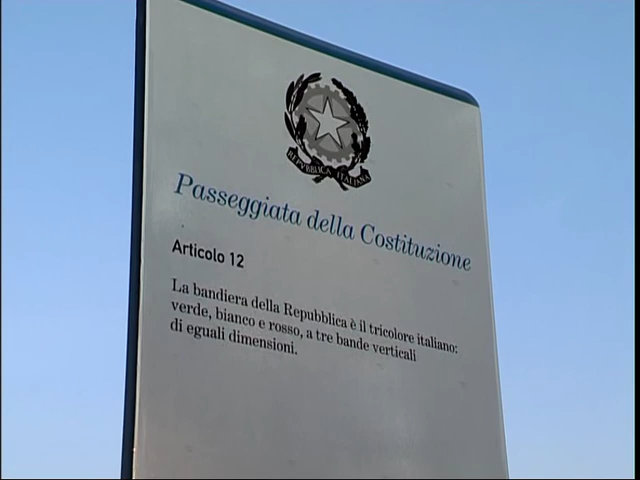 REPVBBLICA ITALIANA
Passeggiata della Costituzione
Articolo 12
La bandiera della Repubblica è il tricolore italiano:
verde, bianco e rosso, a tre bande verticali
di eguali dimensioni.